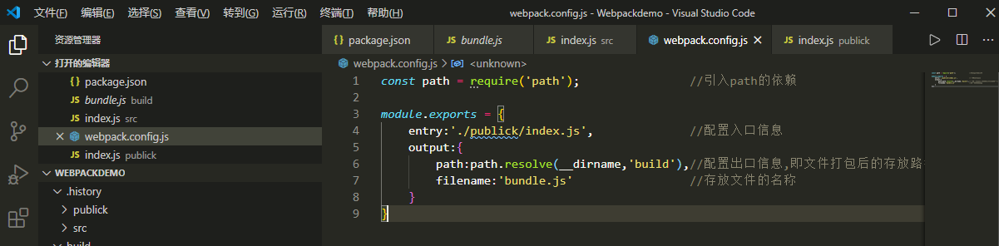 文件(F) 编辑(E) 选择(S) 查看(V) 转到(G) 运行(R) 终端(T) 帮助(H) webpack.config.js - Webpackdemo - Visual Studio Code
资源管理器
打开的编辑器
package.json
bundle.js build
index.js src
webpack.config.js
index.js publick
WEBPACKDEMO
.history
publick
src
build
package.json bundle.js index.js src webpack.config.js index.js publick
webpack.config.js > <unknown>
1 const path = require('path'); //引入path的依赖
2
3 module.exports = {
4 entry:'./publick/index.js', //配置入口信息
5 output:{
6 path:path.resolve(__dirname,'build'),//配置出口信息,即文件打包后的存放路
7 filename:'bundle.js' //存放文件的名称
8 }
9 }